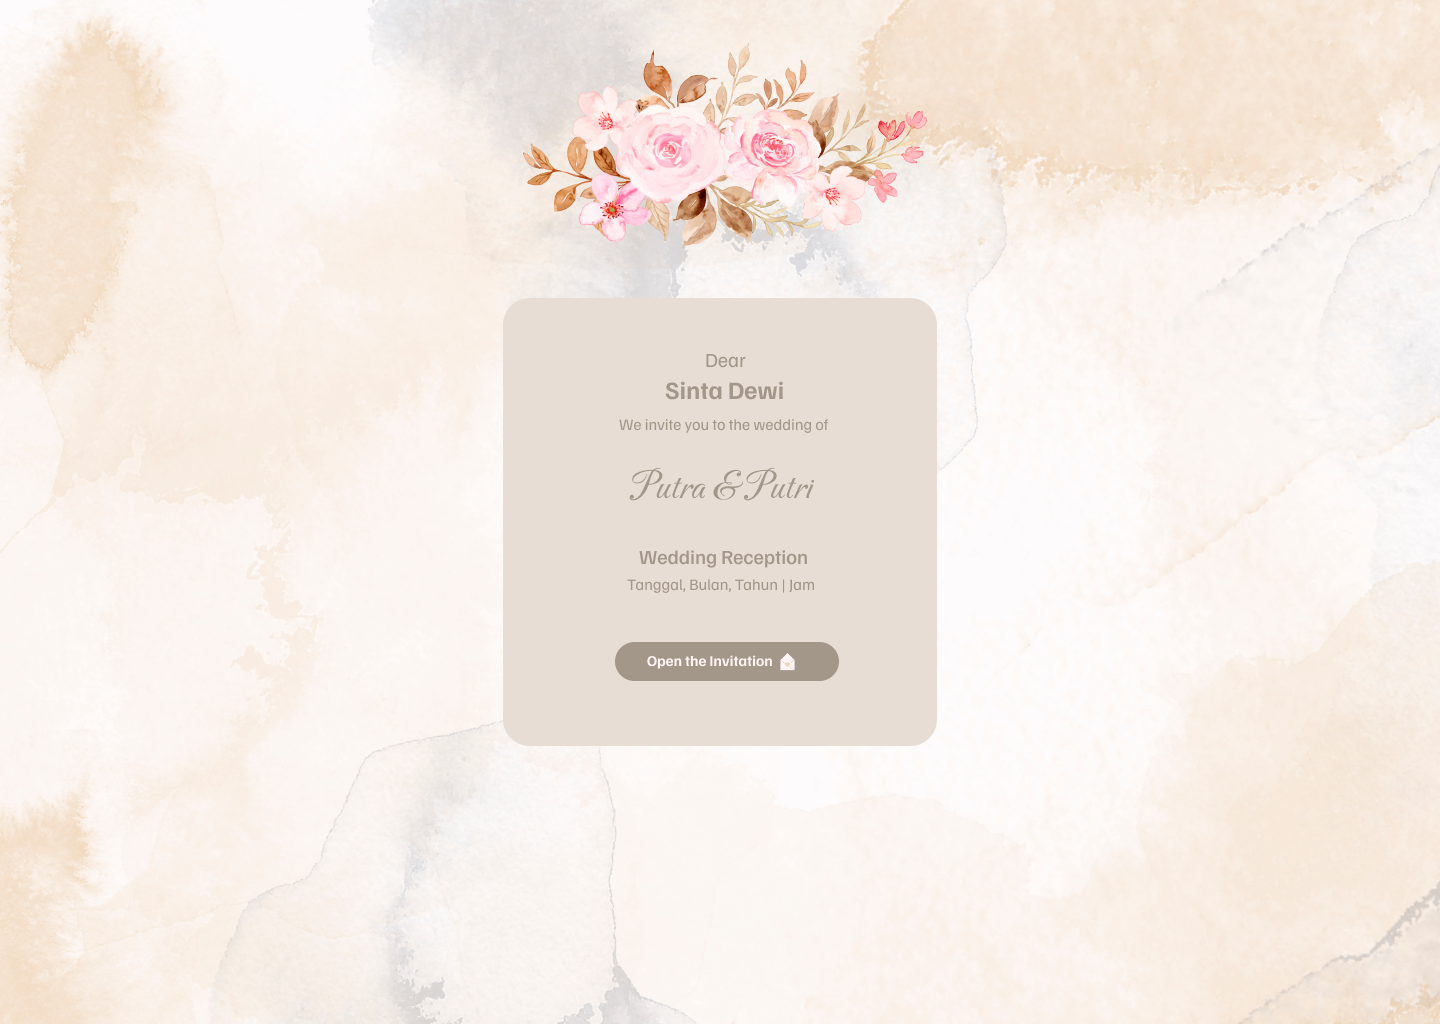 Dear
Sinta Dewi
We invite you to the wedding of
Putra & Putri
Wedding Reception
Tanggal, Bulan, Tahun | Jam
Open the Invitation